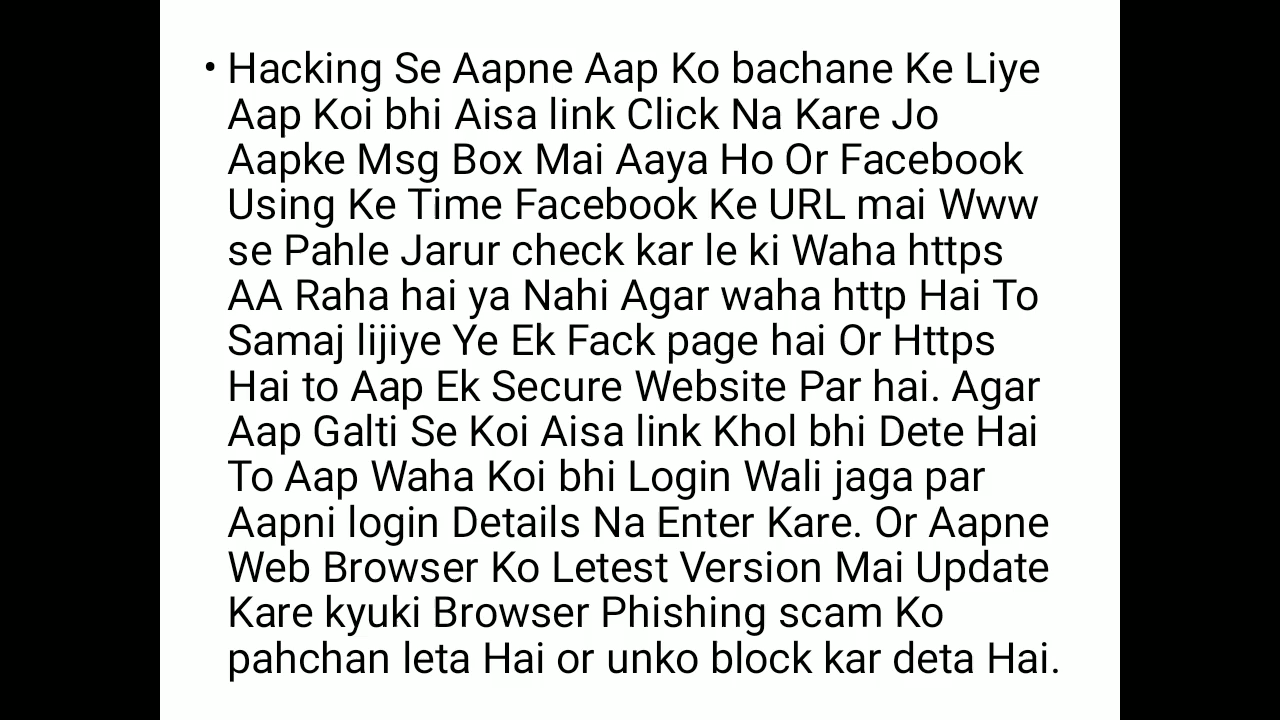 • Hacking Se Aapne Aap Ko bachane Ke Liye
Aap Koi bhi Aisa link Click Na Kare Jo
Aapke Msg Box Mai Aaya Ho Or Facebook
Using Ke Time Facebook Ke URL mai Www
se Pahle Jarur check kar le ki Waha https
AA Raha hai ya Nahi Agar waha http Hai To
Samaj lijiye Ye Ek Fack page hai Or Https
Hai to Aap Ek Secure Website Par hai. Agar
Aap Galti Se Koi Aisa link Khol bhi Dete Hai
To Aap Waha Koi bhi Login Wali jaga par
Aapni login Details Na Enter Kare. Or Aapne
Web Browser Ko Letest Version Mai Update
Kare kyuki Browser Phishing scam Ko
pahchan leta Hai or unko block kar deta Hai.